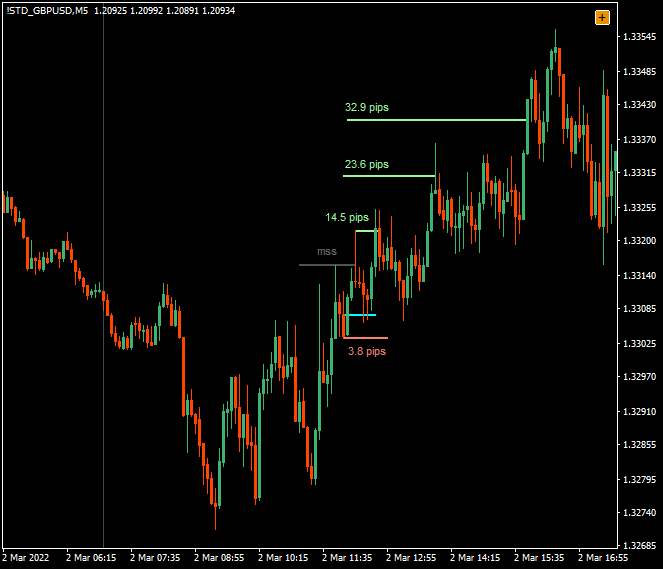 !STD_GBPUSD,M5 1.20925 1.20992 1.20891 1.20934
+
1.33545
1.33485
32.9 pips
1.33430
1.33370
23.6 pips
1.33315
14.5 pips
1.33255
mss
1.33200
1.33140
1.33085
3.8 pips
1.33025
1.32970
1.32910
1.32855
1.32795
1.32740
1.32685
2 Mar 2022 2 Mar 06:15 2 Mar 07:35 2 Mar 08:55 2 Mar 10:15 2 Mar 11:35 2 Mar 12:55 2 Mar 14:15 2 Mar 15:35 2 Mar 16:55